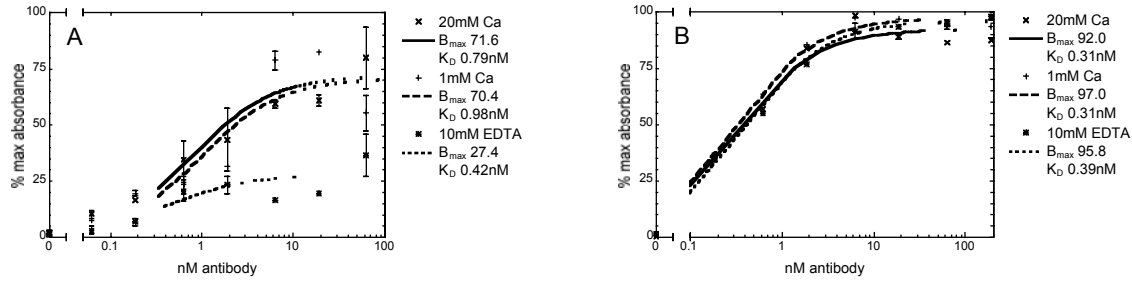 A
% max absorbance
100
75
50
25
0
0
0.1
1
10
100
nM antibody
20mM Ca
Bmax 71.6
KD 0.79nM
1mM Ca
Bmax 70.4
KD 0.98nM
10mM EDTA
Bmax 27.4
KD 0.42nM
B
% max absorbance
100
75
50
25
0
0
0.1
1
10
100
nM antibody
20mM Ca
Bmax 92.0
KD 0.31nM
1mM Ca
Bmax 97.0
KD 0.31nM
10mM EDTA
Bmax 95.8
KD 0.39nM